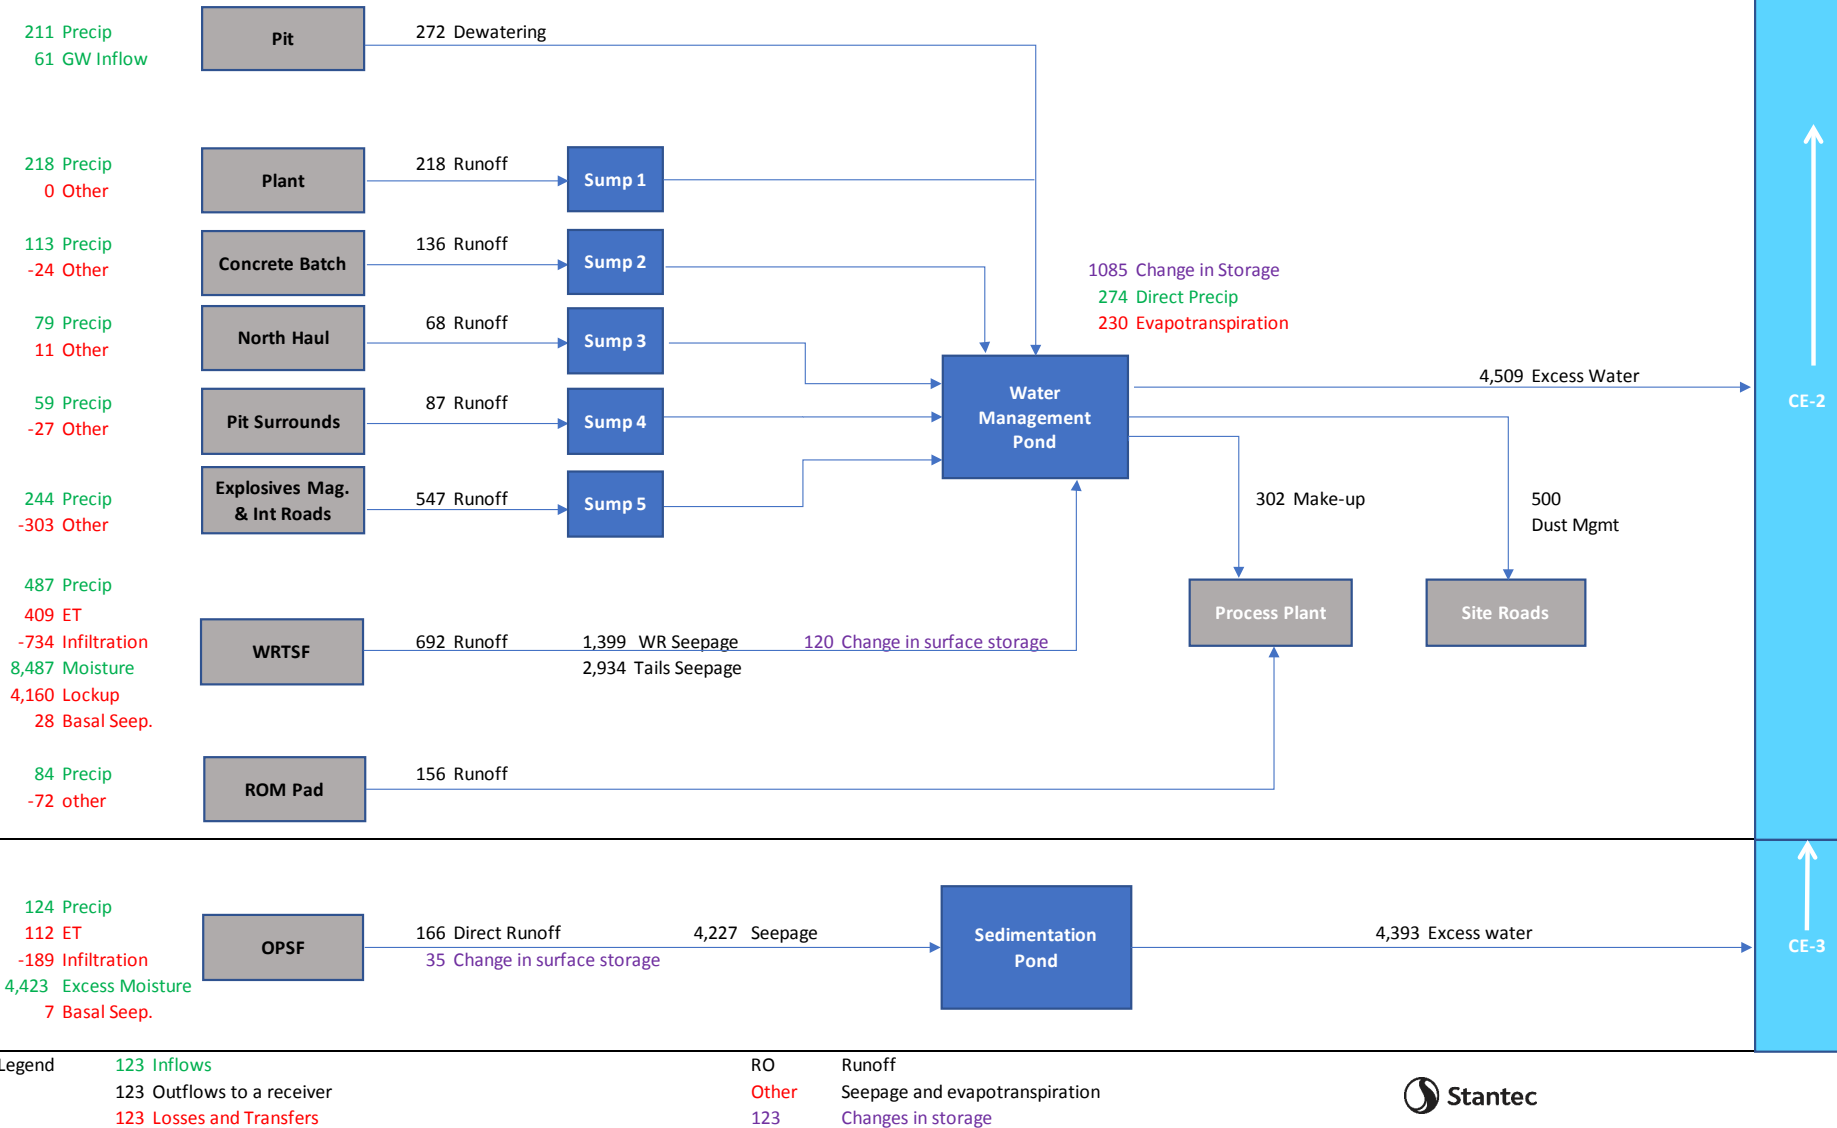 211 Precip
61 GW Inflow
Pit
272 Dewatering
218 Precip
0 Other
Plant
218 Runoff
Sump 1
113 Precip
-24 Other
Concrete Batch
136 Runoff
Sump 2
1085 Change in Storage
274 Direct Precip
230 Evapotranspiration
79 Precip
11 Other
North Haul
68 Runoff
Sump 3
59 Precip
-27 Other
Pit Surrounds
87 Runoff
Sump 4
Water
Management
Pond
4,509 Excess Water
CE-2
244 Precip
-303 Other
Explosives Mag.
& Int Roads
547 Runoff
Sump 5
302 Make-up
500
Dust Mgmt
487 Precip
409 ET
-734 Infiltration
8,487 Moisture
4,160 Lockup
28 Basal Seep.
WRTSF
692 Runoff
1,399 WR Seepage
2,934 Tails Seepage
120 Change in surface storage
Process Plant
Site Roads
84 Precip
-72 other
ROM Pad
156 Runoff
124 Precip
112 ET
-189 Infiltration
4,423 Excess Moisture
7 Basal Seep.
OPSF
166 Direct Runoff
35 Change in surface storage
4,227 Seepage
Sedimentation
Pond
4,393 Excess water
CE-3
Legend
123 Inflows
123 Outflows to a receiver
123 Losses and Transfers
RO Runoff
Other Seepage and evapotranspiration
123 Changes in storage
Stantec